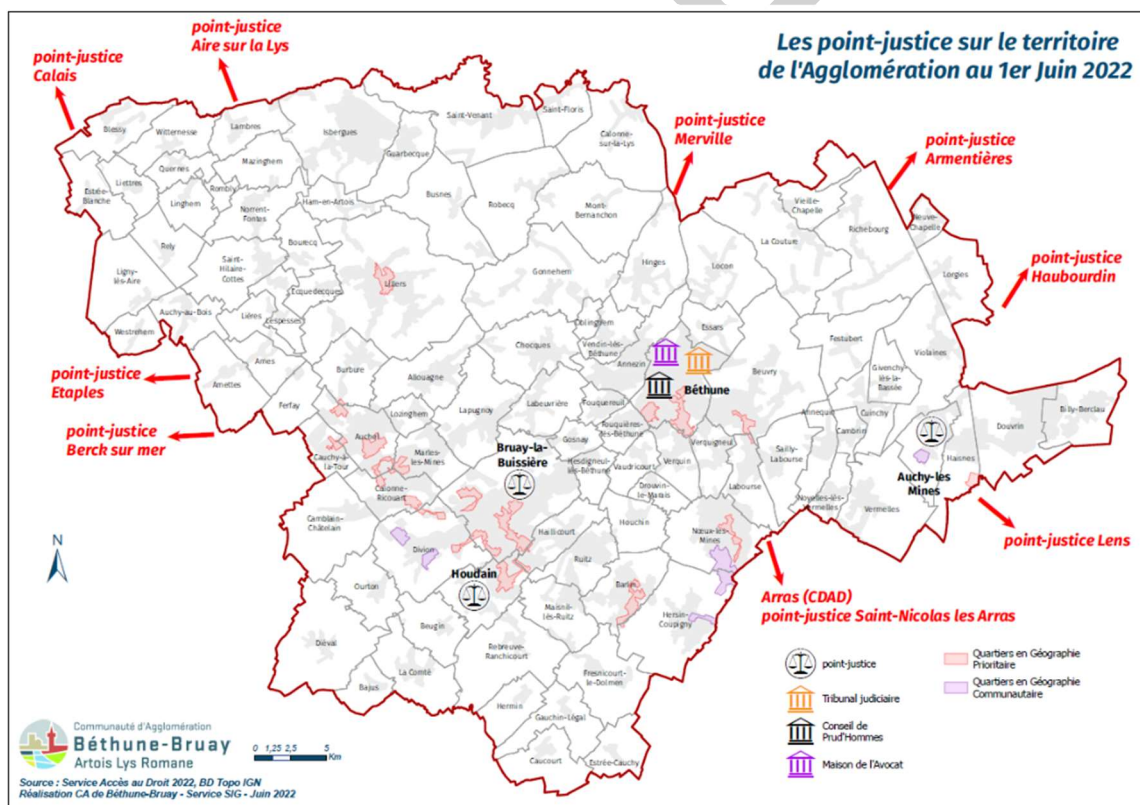 Les point-justice sur le territoire
de l'Agglomération au 1er Juin 2022
point-justice
Calais
point-justice
Aire sur la Lys
point-justice
Merville
point-justice
Armentières
point-justice
Haubourdin
point-justice
Etaples
point-justice
Berck sur mer
point-justice Lens
Arras (CDAD)
point-justice Saint-Nicolas les Arras
Blessy
Witternesse
Lambres
Isbergues
Saint-Venant
Saint-Floris
Calonne-
sur-la-Lys
Mazinghem
Guarbecque
Quernes
Estrée-
Blanche
Liettres
Linghem
Rombly
Norrent-
Fontes
Ham-en-Artois
Busnes
Robecq
Mont-
Bernanchon
Vieille-
Chapelle
Richebourg
Neuve-
Chapelle
La Couture
Rely
Bourecq
Saint-
Hilaire-
Cottes
Ligny-
lès-Aire
Ecquedecques
Lillers
Gonnehem
Hinges
Locon
Lorgies
Auchy-au-Bois
Lières
Lespesses
Westrehem
Oblinghem
Essars
Festubert
Violaines
Chocques
Vendin-lès-
Béthune
Annezin
Béthune
Beuvry
Givenchy-
lès-la-
Bassée
Ames
Amettes
Burbure
Allouagne
Ferfay
Lozinghem
Lapugnoy
Labeuvrière
Fouquereuil
Fouquières-
lès-Béthune
Annequin
Cuinchy
Cambrin
Douvrin
Billy-Berclau
Auchel
Cauchy-à-
la-Tour
Marles-
les-Mines
Bruay-la-
Buissière
Gosnay
Hesdigneul-
lès-Béthune
Vaudricourt
Verquin
Verquigneul
Sailly-
Labourse
Haisnes
Auchy-les
Mines
Calonne-
Ricouart
Drouvin-
le-Marais
Labourse
Noyelles-lès-
Vermelles
Vermelles
Camblain-
Châtelain
Divion
Haillicourt
Houchin
Nœux-les-
Mines
Ruitz
Houdain
Barlin
Ourton
Maisnil-
lès-Ruitz
Hersin-
Coupigny
Beugin
Diéval
Rebreuve-
Ranchicourt
La Comté
Fresnicourt-
le-Dolmen
Bajus
Hermin
Gauchin-Légal
Caucourt
Estrée-Cauchy
N
point-justice
Tribunal judiciaire
Conseil de
Prud'Hommes
Maison de l'Avocat
Quartiers en Géographie
Prioritaire
Quartiers en Géographie
Communautaire
Communauté d'Agglomération
Béthune-Bruay
Artois Lys Romane
0 1,25 2,5 5
Km
Source : Service Accès au Droit 2022, BD Topo IGN
Réalisation CA de Béthune-Bruay - Service SIG - Juin 2022